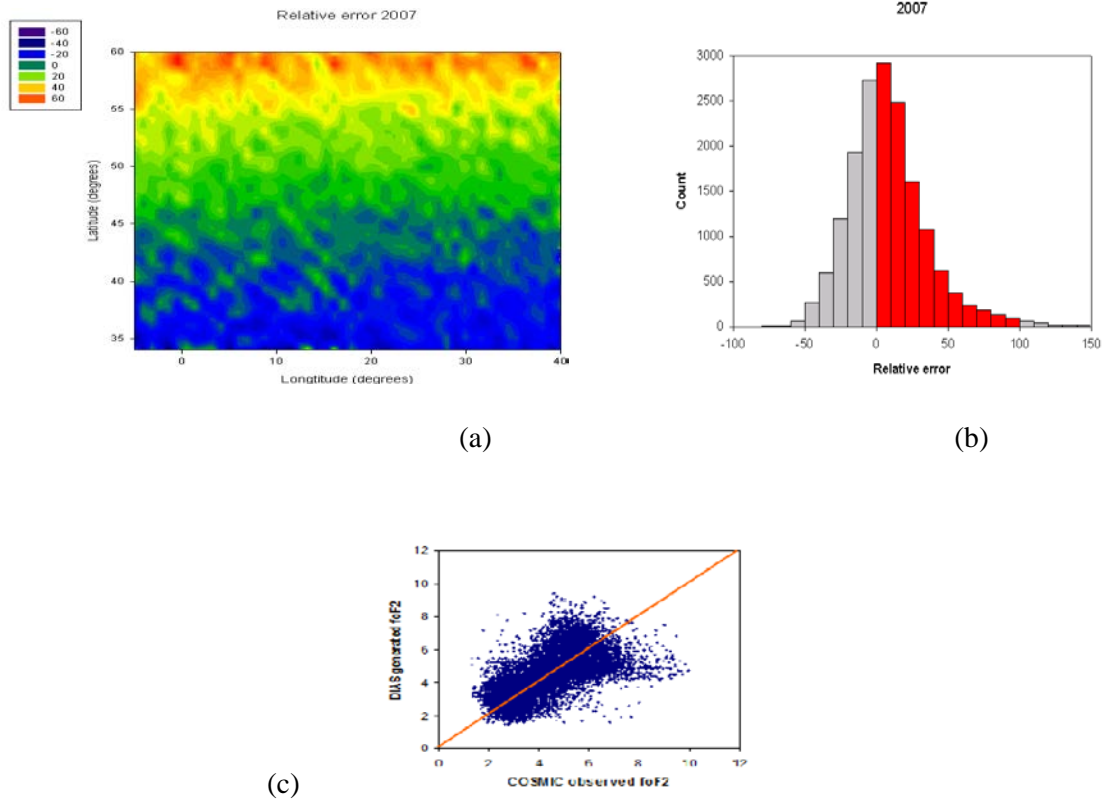 Relative error 2007
-60
-40
-20
0
20
40
60
60
55
50
45
40
35
Latitude (degrees)
0 10 20 30 40
Longtitude (degrees)
(a)
2007
3000
2500
2000
1500
1000
500
0
Count
-100 -50 0 50 100 150
Relative error
(b)
12
10
8
6
4
2
0
DIAS generated foF2
0 2 4 6 8 10 12
COSMIC observed foF2
(c)